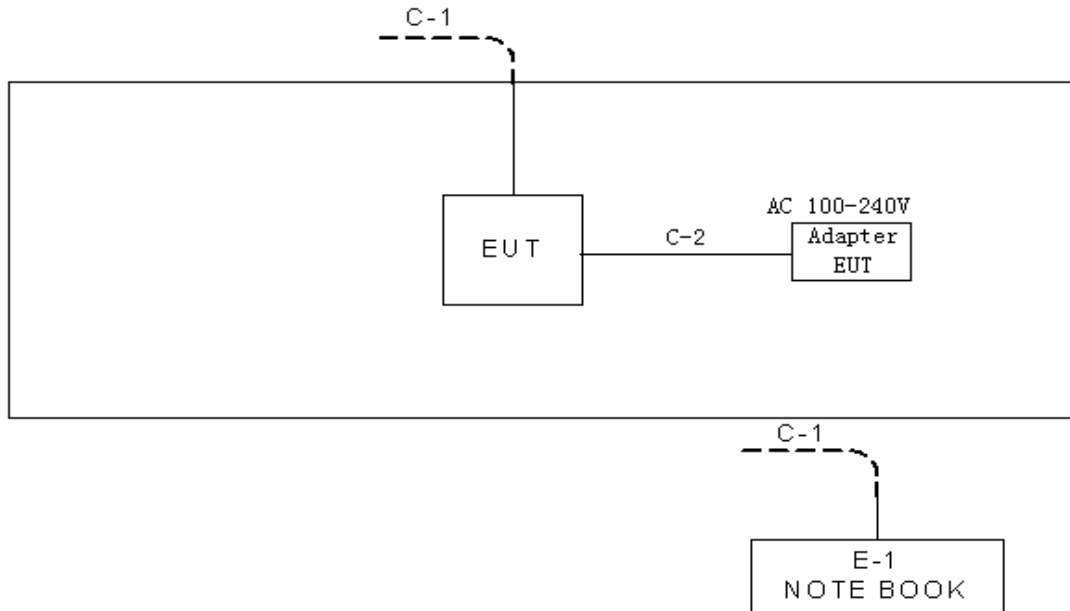 C-1
AC 100-240V
EUT
C-2
Adapter
EUT
C-1
E-1
NOTE BOOK